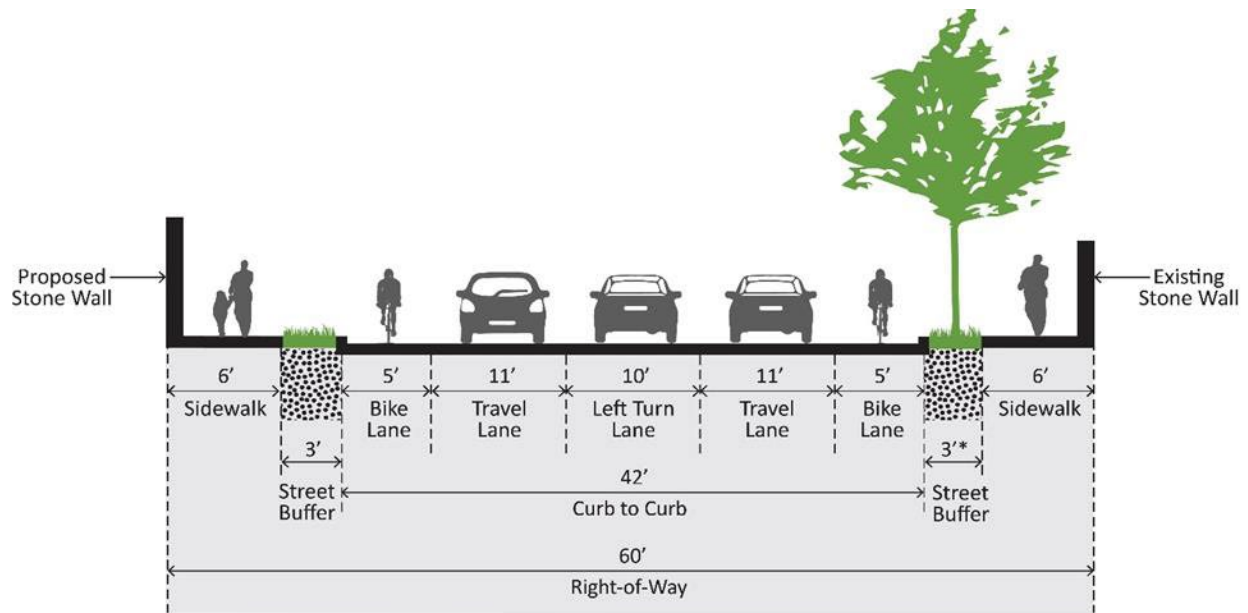 Proposed
Stone Wall
Existing
Stone Wall
6’
Sidewalk
5’
Bike
Lane
11’
Travel
Lane
10’
Left Turn
Lane
11’
Travel
Lane
5’
Bike
Lane
6’
Sidewalk
3’
Street
Buffer
42’
Curb to Curb
3’*
Street
Buffer
60’
Right-of-Way